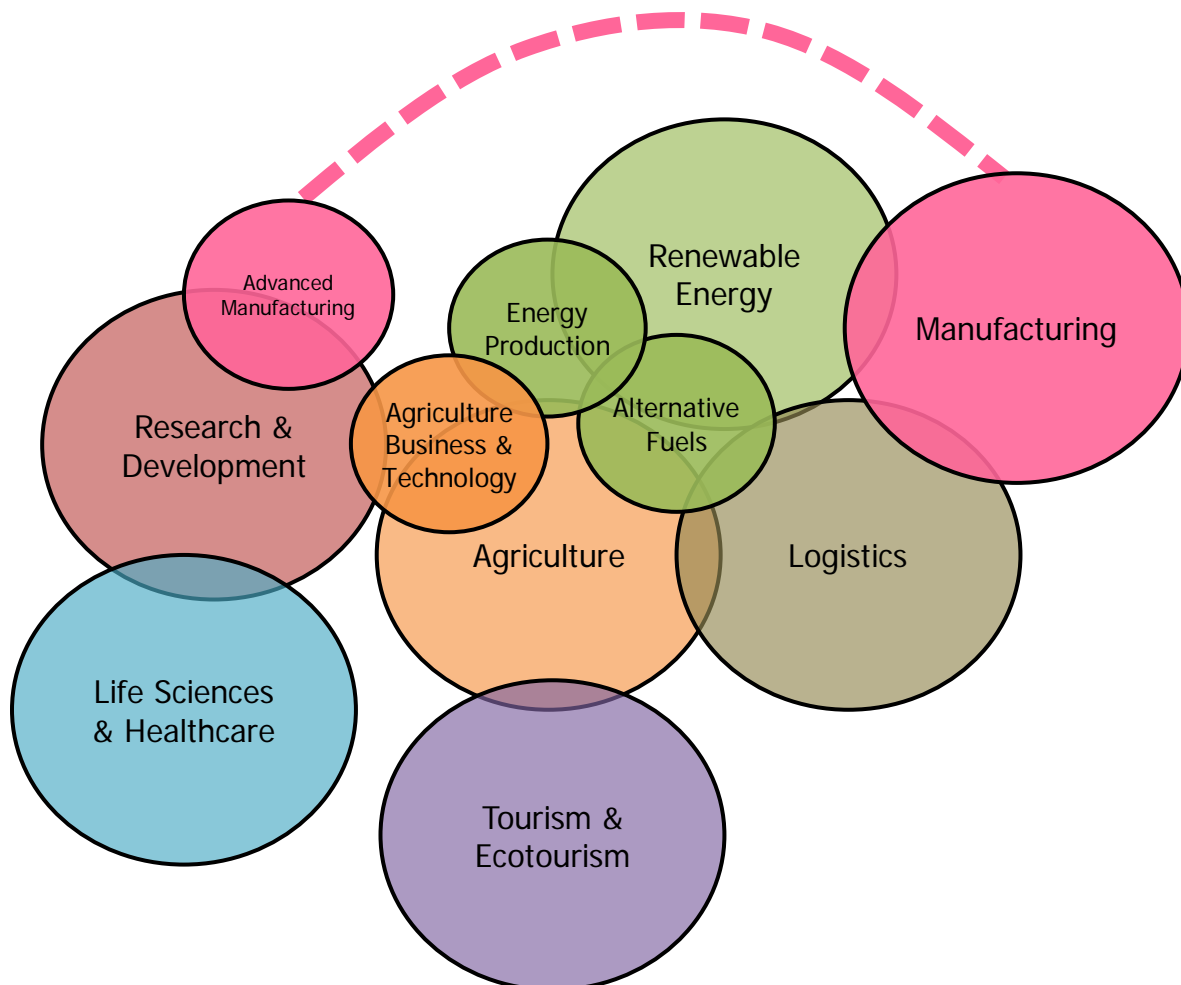 Renewable
Energy
Advanced
Manufacturing
Energy
Production
Manufacturing
Research &
Development
Agriculture
Business &
Technology
Alternative
Fuels
Agriculture
Logistics
Life Sciences
& Healthcare
Tourism &
Ecotourism